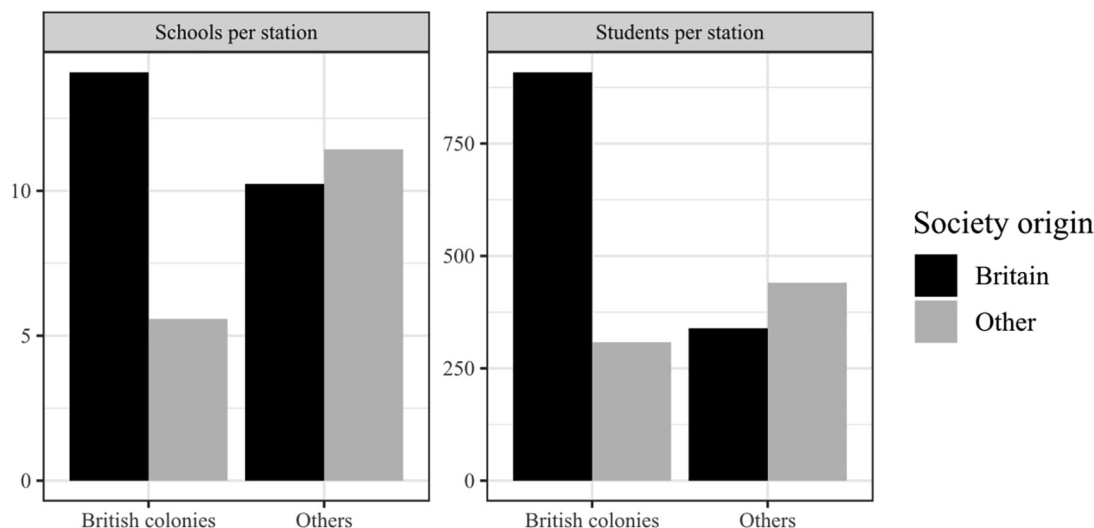 Schools per station
10
5
0
British colonies
Others
Students per station
750
500
250
0
British colonies
Others
Society origin
Britain
Other